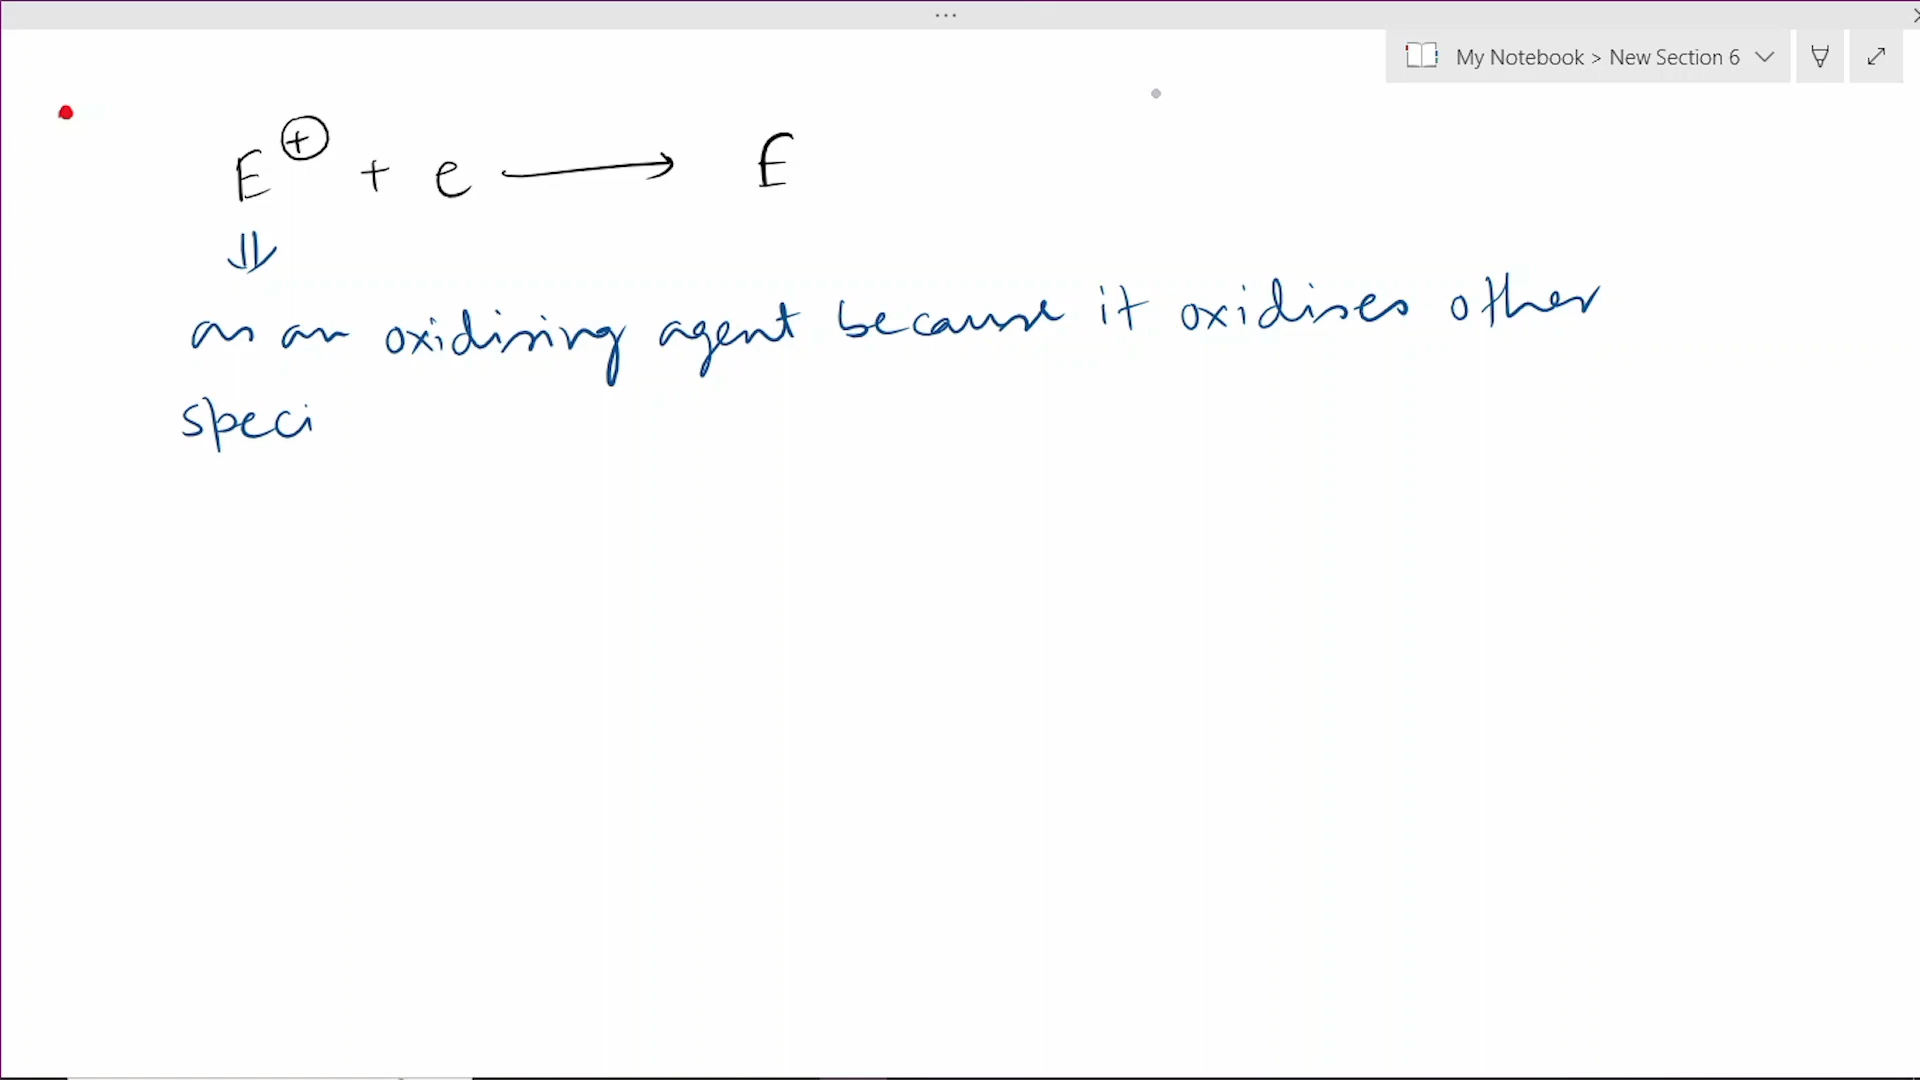 ...
My Notebook > New Section 6
E⊕ + e ⟶ E
⇓
as an oxidising agent because it oxidises other
speci